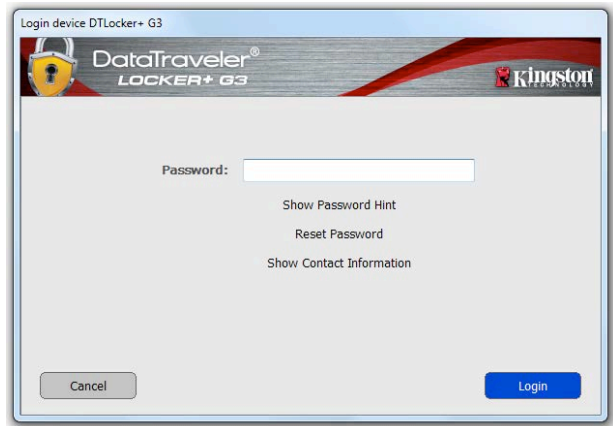 Login device DTLocker+ G3
DataTraveler®
LOCKER+ G3
Kingston
TECHNOLOGY
Password:
Show Password Hint
Reset Password
Show Contact Information
Cancel
Login